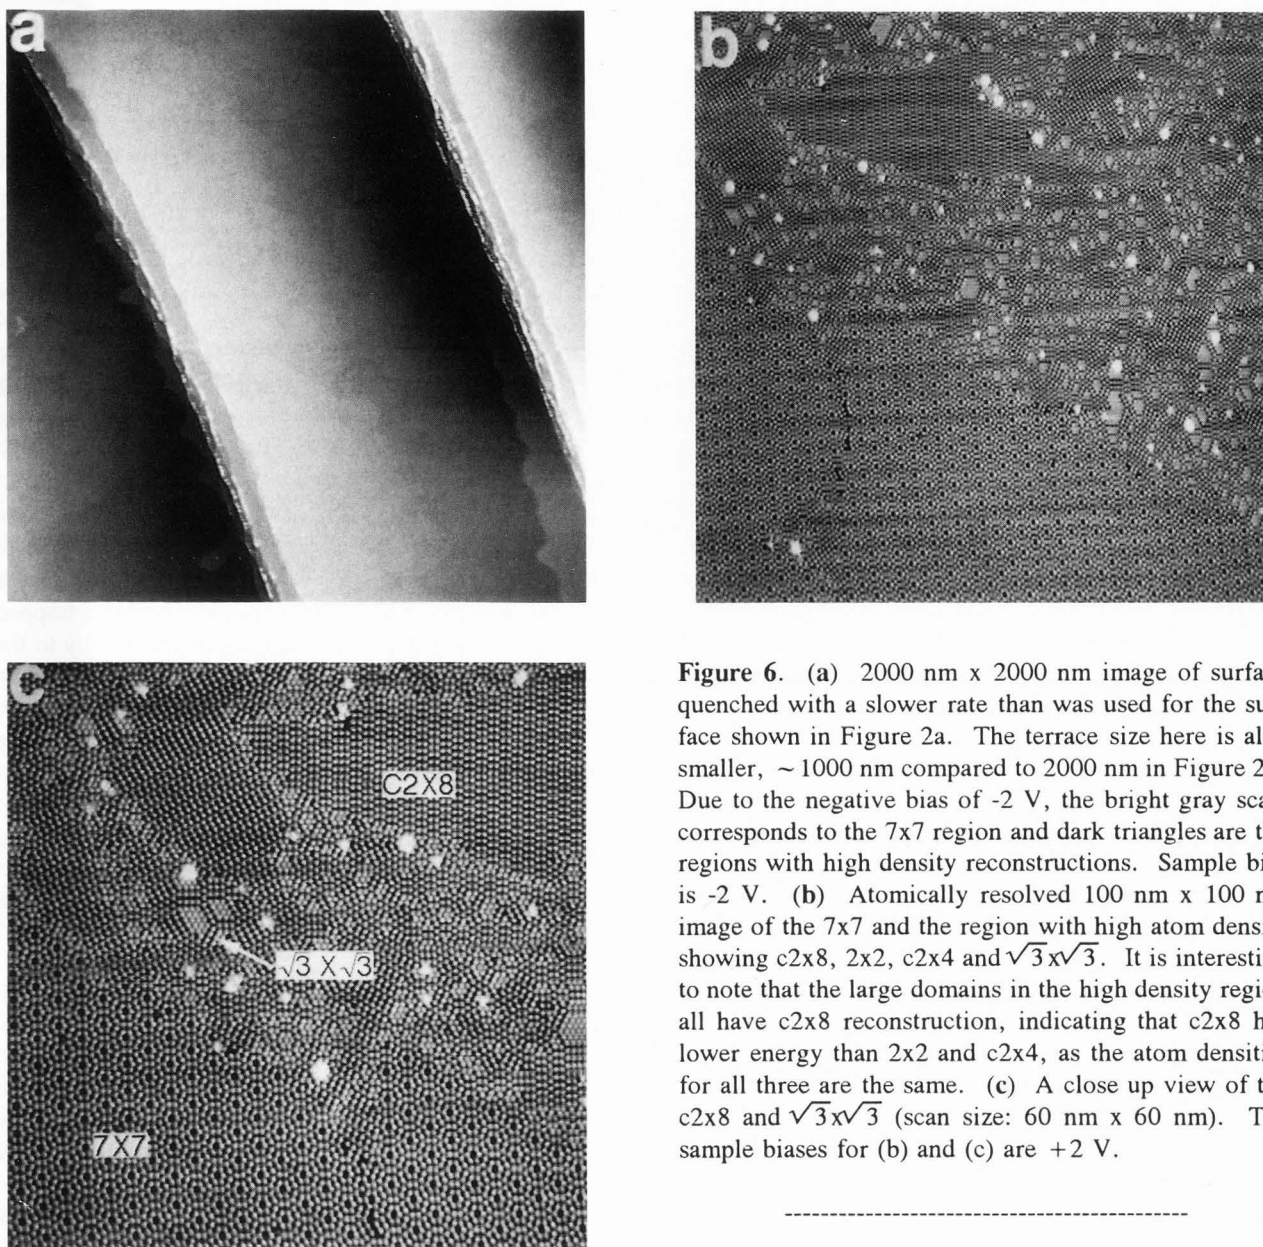 a
b
c
C2X8
√3 X √3
7X7
Figure 6. (a) 2000 nm x 2000 nm image of surfa
quenched with a slower rate than was used for the su
face shown in Figure 2a. The terrace size here is al
smaller, ~1000 nm compared to 2000 nm in Figure 2
Due to the negative bias of -2 V, the bright gray sca
corresponds to the 7x7 region and dark triangles are t
regions with high density reconstructions. Sample bi
is -2 V. (b) Atomically resolved 100 nm x 100 n
image of the 7x7 and the region with high atom densi
showing c2x8, 2x2, c2x4 and √3x√3. It is interesti
to note that the large domains in the high density regi
all have c2x8 reconstruction, indicating that c2x8 h
lower energy than 2x2 and c2x4, as the atom densiti
for all three are the same. (c) A close up view of t
c2x8 and √3x√3 (scan size: 60 nm x 60 nm). T
sample biases for (b) and (c) are +2 V.